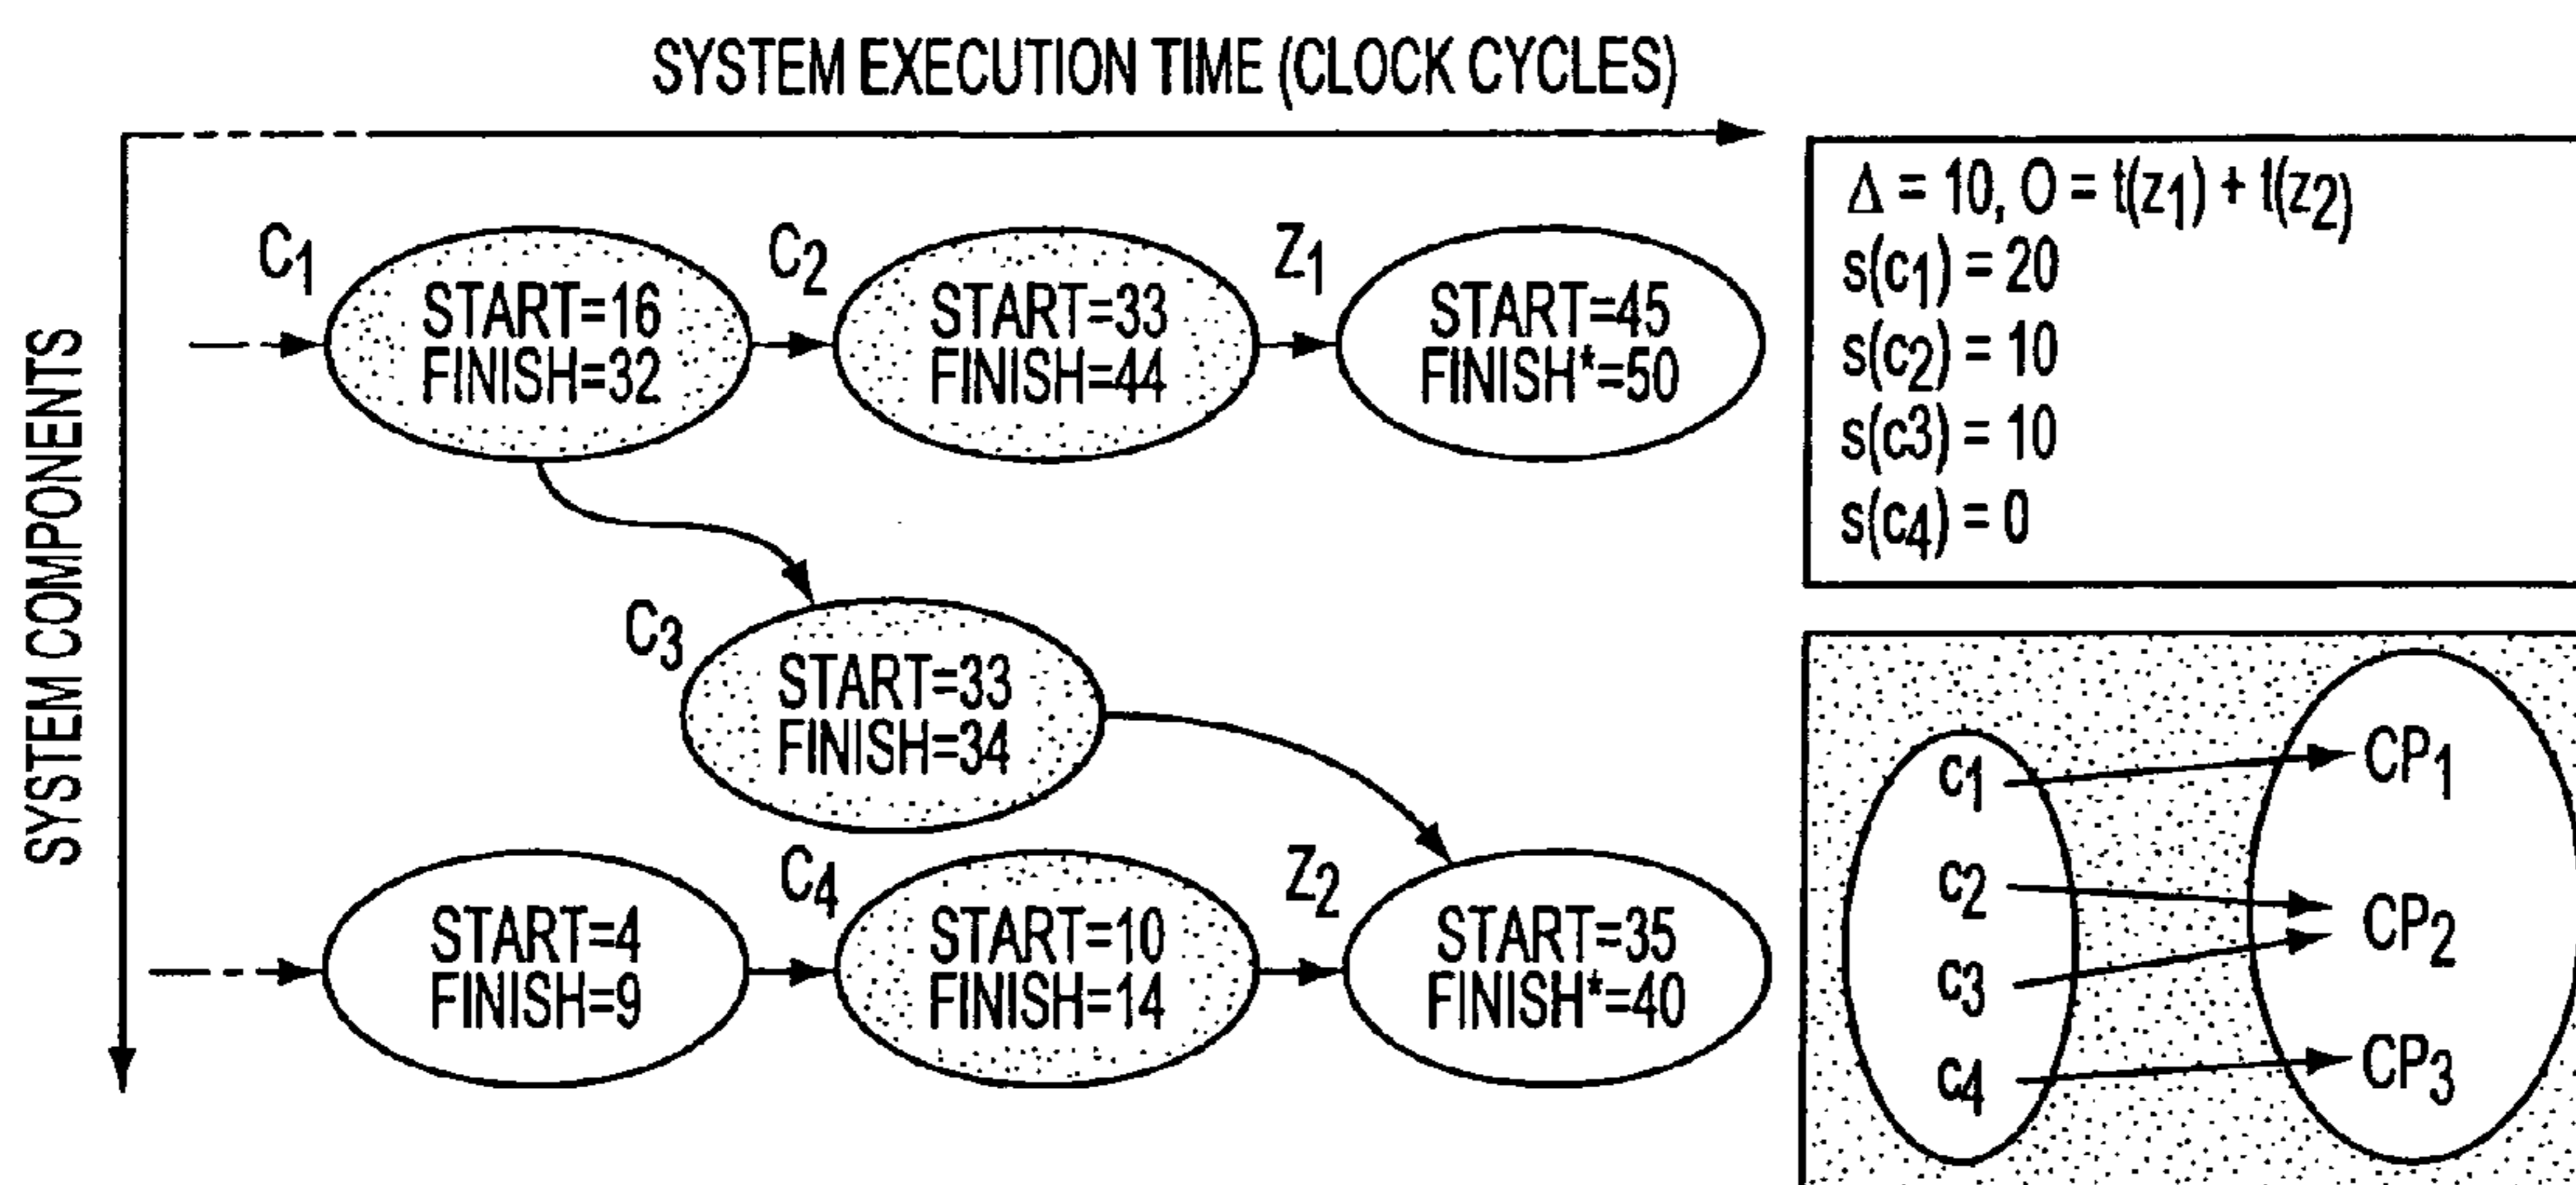 SYSTEM EXECUTION TIME (CLOCK CYCLES)
SYSTEM COMPONENTS
C1
START=16
FINISH=32
C2
START=33
FINISH=44
Z1
START=45
FINISH*=50
C3
START=33
FINISH=34
START=4
FINISH=9
C4
START=10
FINISH=14
Z2
START=35
FINISH*=40
Δ = 10, O = t(z1) + t(z2)
s(c1) = 20
s(c2) = 10
s(c3) = 10
s(c4) = 0
c1
c2
c3
c4
CP1
CP2
CP3